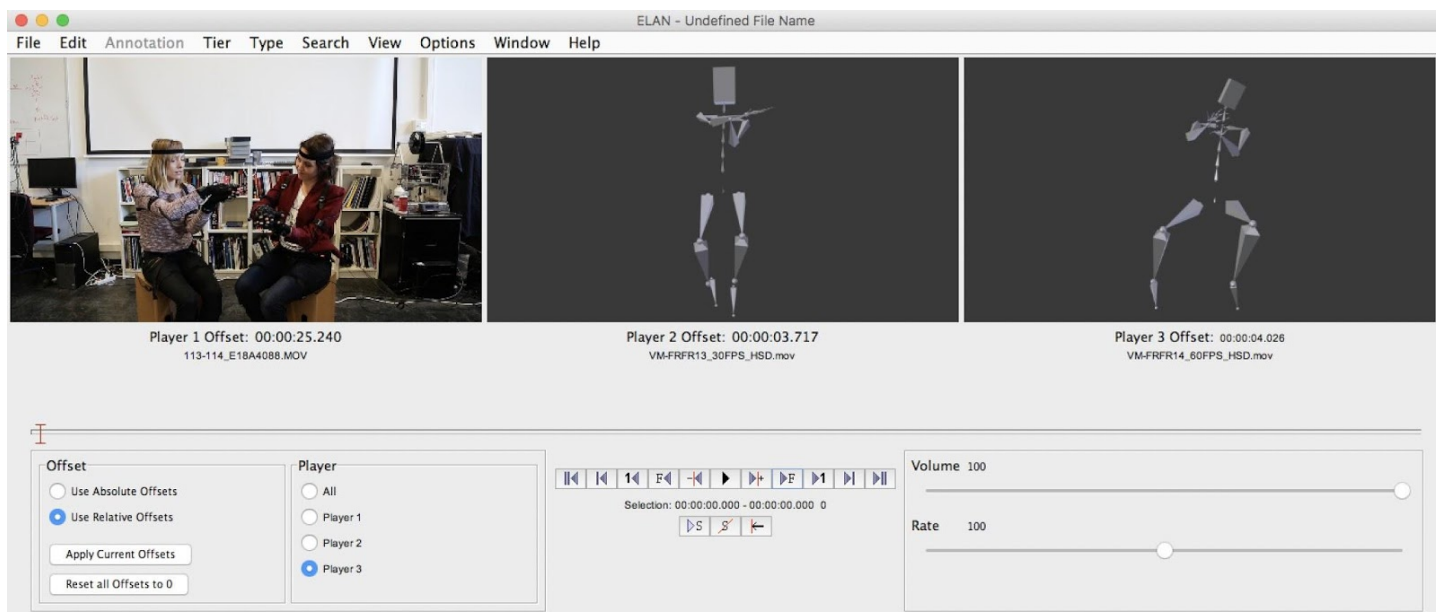 ELAN - Undefined File Name
File Edit Annotation Tier Type Search View Options Window Help
Player 1 Offset: 00:00:25.240
113-114_E18A4088.MOV
Player 2 Offset: 00:00:03.717
VM-FRFR13_30FPS_HSD.mov
Player 3 Offset: 00:00:04.026
VM-FRFR14_60FPS_HSD.mov
Offset
Use Absolute Offsets
Use Relative Offsets
Apply Current Offsets
Reset all Offsets to 0
Player
All
Player 1
Player 2
Player 3
1 F F 1
Selection: 00:00:00.000 - 00:00:00.000 0
S S
Volume 100
Rate 100